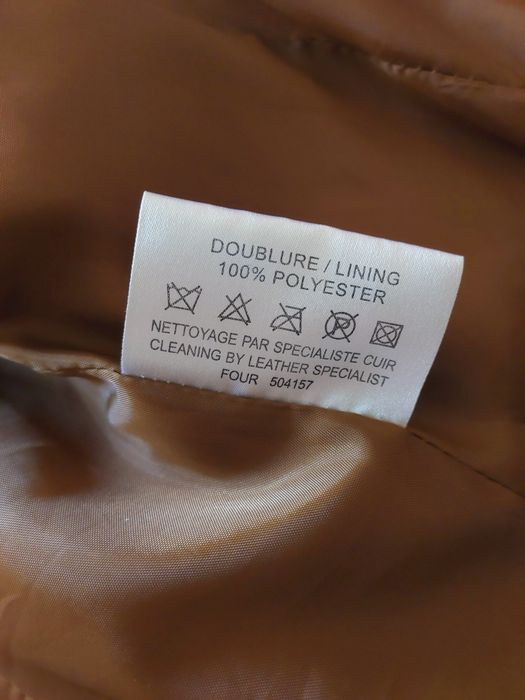 DOUBLURE / LINING
100% POLYESTER
P
NETTOYAGE PAR SPECIALISTE CUIR
CLEANING BY LEATHER SPECIALIST
FOUR 504157